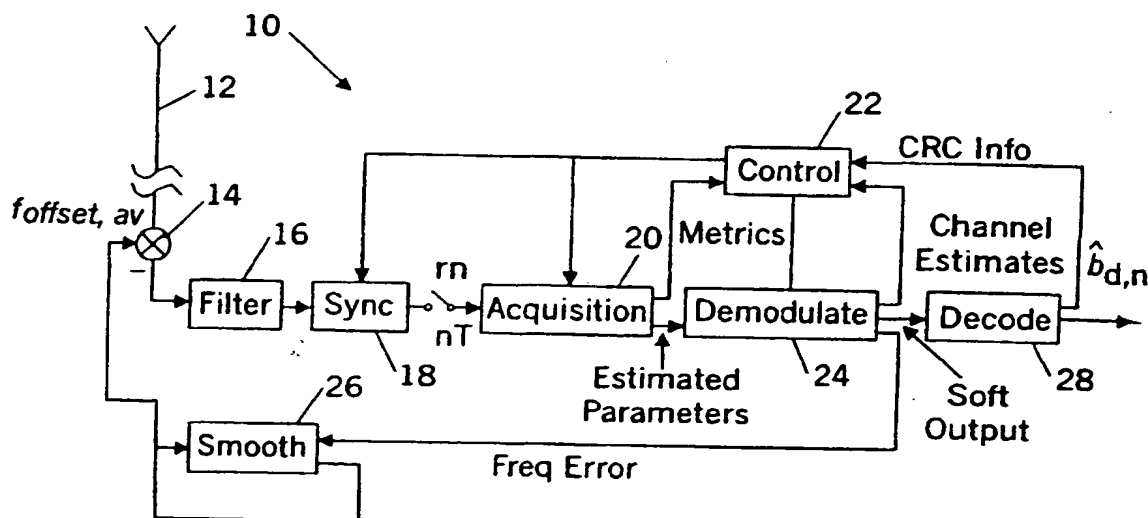 10
12
22
CRC Info
Control
foffset, av
14
16
20
Metrics
Channel
Estimates
b̂d,n
rn
Filter
Sync
nT
Acquisition
Demodulate
Decode
18
Estimated
Parameters
24
Soft
Output
28
26
Smooth
Freq Error